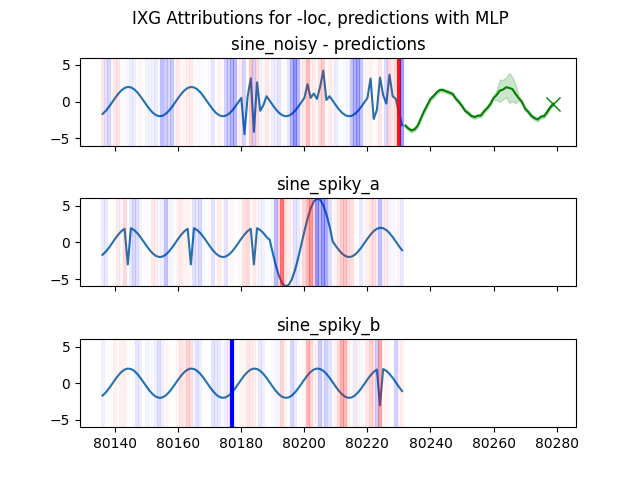 IXG Attributions for -loc, predictions with MLP
sine_noisy - predictions
5
0
−5
sine_spiky_a
5
0
−5
sine_spiky_b
5
0
−5
80140 80160 80180 80200 80220 80240 80260 80280